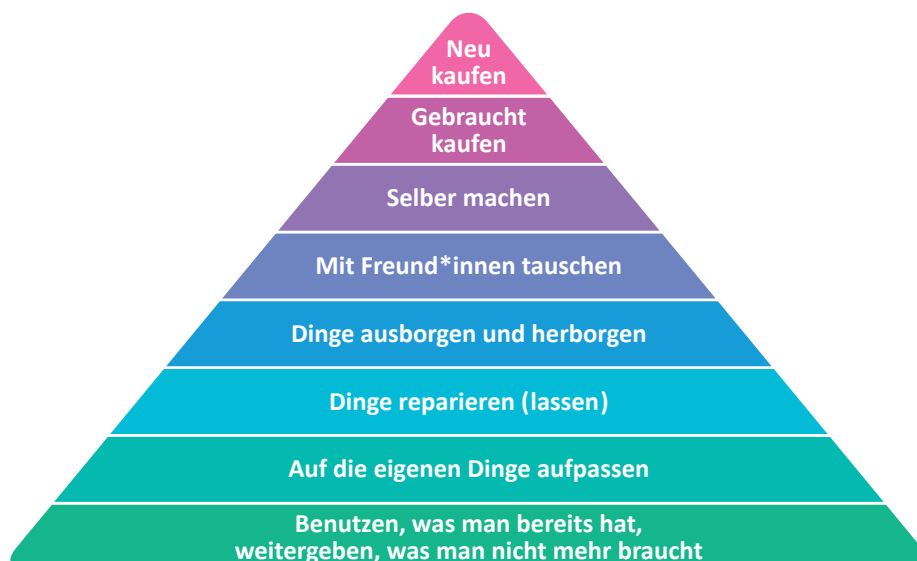 Neu
kaufen
Gebraucht
kaufen
Selber machen
Mit Freund*innen tauschen
Dinge ausborgen und herborgen
Dinge reparieren (lassen)
Auf die eigenen Dinge aufpassen
Benutzen, was man bereits hat,
weitergeben, was man nicht mehr braucht